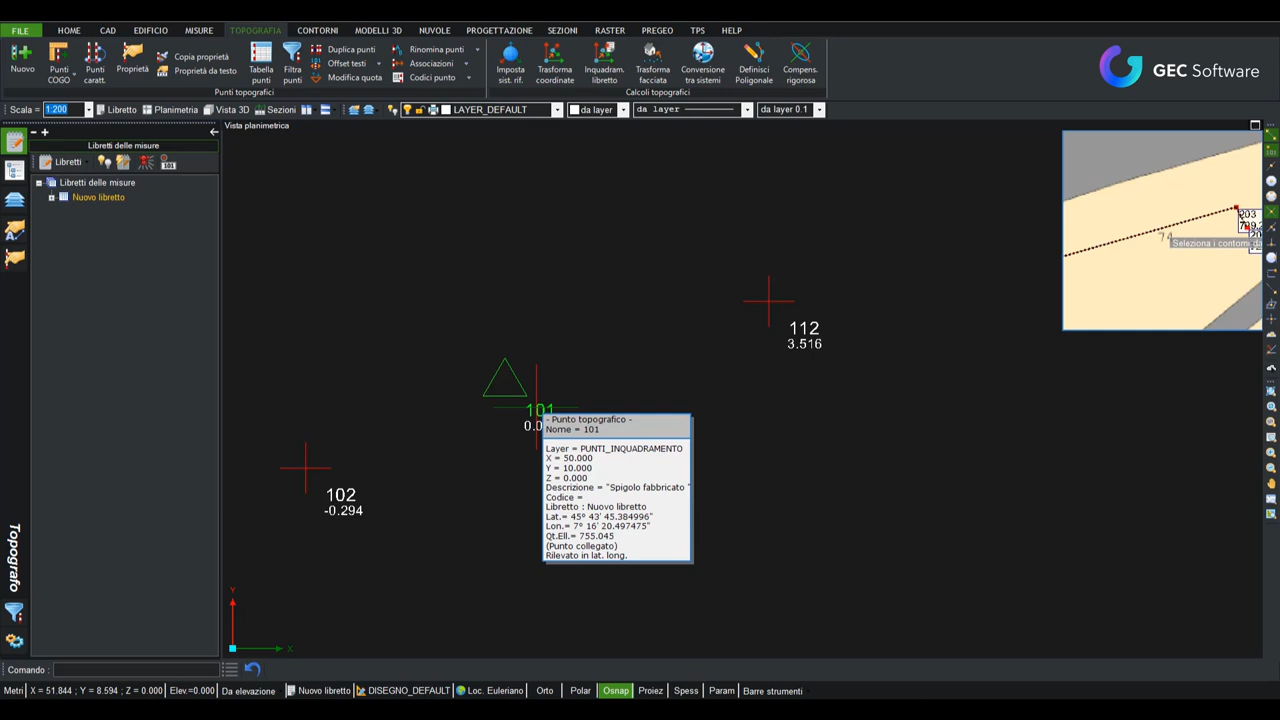 FILE
HOME
CAD
EDIFICIO
MISURE
TOPOGRAFIA
CONTORNI
MODELLI 3D
NUVOLE
PROGETTAZIONE
SEZIONI
RASTER
PREGEO
TPS
HELP
Nuovo
Punti
COGO
Punti
caratt.
Proprietà
Copia proprietà
Proprietà da testo
Tabella
punti
Filtra
punti
Duplica punti
Offset testi
Modifica quota
Rinomina punti
Associazioni
Codici punto
Imposta
sist. rif.
Trasforma
coordinate
Inquadram.
libretto
Trasforma
facciata
Conversione
tra sistemi
Definisci
Poligonale
Compens.
rigorosa
Punti topografici
Calcoli topografici
GEC Software
Scala =
1:200
Libretto
Planimetria
Vista 3D
Sezioni
LAYER_DEFAULT
da layer
da layer
da layer 0.1
Libretti delle misure
Libretti
101
Libretti delle misure
Nuovo libretto
Vista planimetrica
74
Seleziona i contorni da
112
3.516
101
0.0
102
-0.294
- Punto topografico -
Nome = 101
Layer = PUNTI_INQUADRAMENTO
X = 50.000
Y = 10.000
Z = 0.000
Descrizione = "Spigolo fabbricato "
Codice =
Libretto : Nuovo libretto
Lat.= 45° 43' 45.384996"
Lon.= 7° 16' 20.497475"
Qt.Ell.= 755.045
(Punto collegato)
Rilevato in lat. long.
Y
X
Topografo
Comando :
Metri
X = 51.844 ; Y = 8.594 ; Z = 0.000
Elev=0.000
Da elevazione
Nuovo libretto
DISEGNO_DEFAULT
Loc. Euleriano
Orto
Polar
Osnap
Proiez
Spess
Param
Barre strumenti